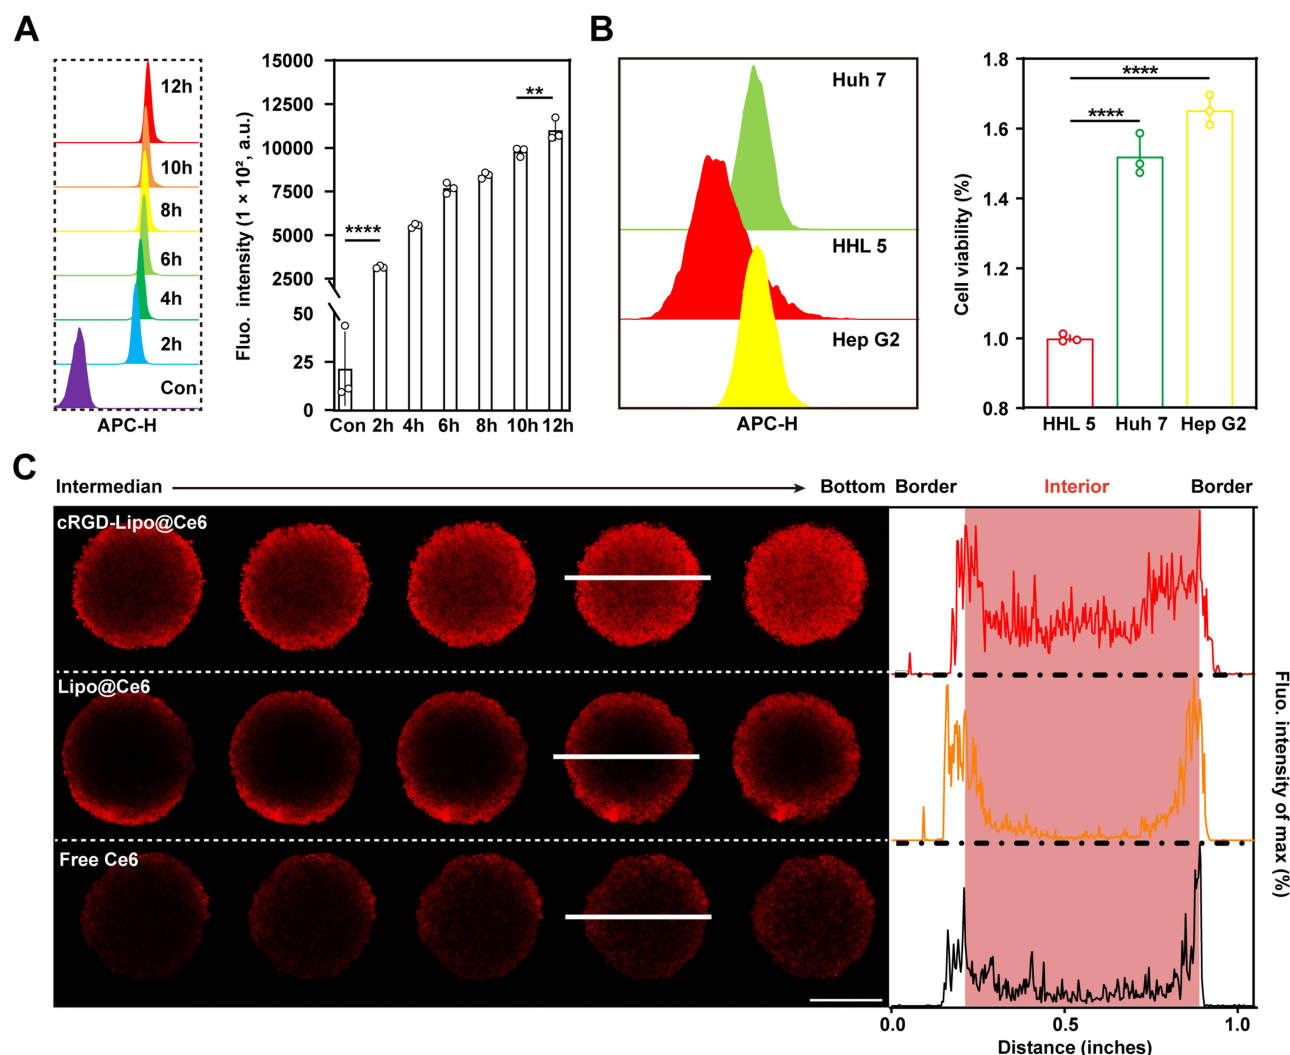 A
12h
10h
8h
6h
4h
2h
Con
APC-H
Fluo. intensity (1 × 10², a.u.)
15000
12500
10000
7500
5000
2500
50
25
0
****
**
Con 2h 4h 6h 8h 10h 12h
B
Huh 7
HHL 5
Hep G2
APC-H
Cell viability (%)
1.8
1.6
1.4
1.2
1.0
0.8
****
****
HHL 5 Huh 7 Hep G2
C
Intermedian Bottom
Border Interior Border
cRGD-Lipo@Ce6
Lipo@Ce6
Free Ce6
Fluo. intensity of max (%)
0.0 0.5 1.0
Distance (inches)